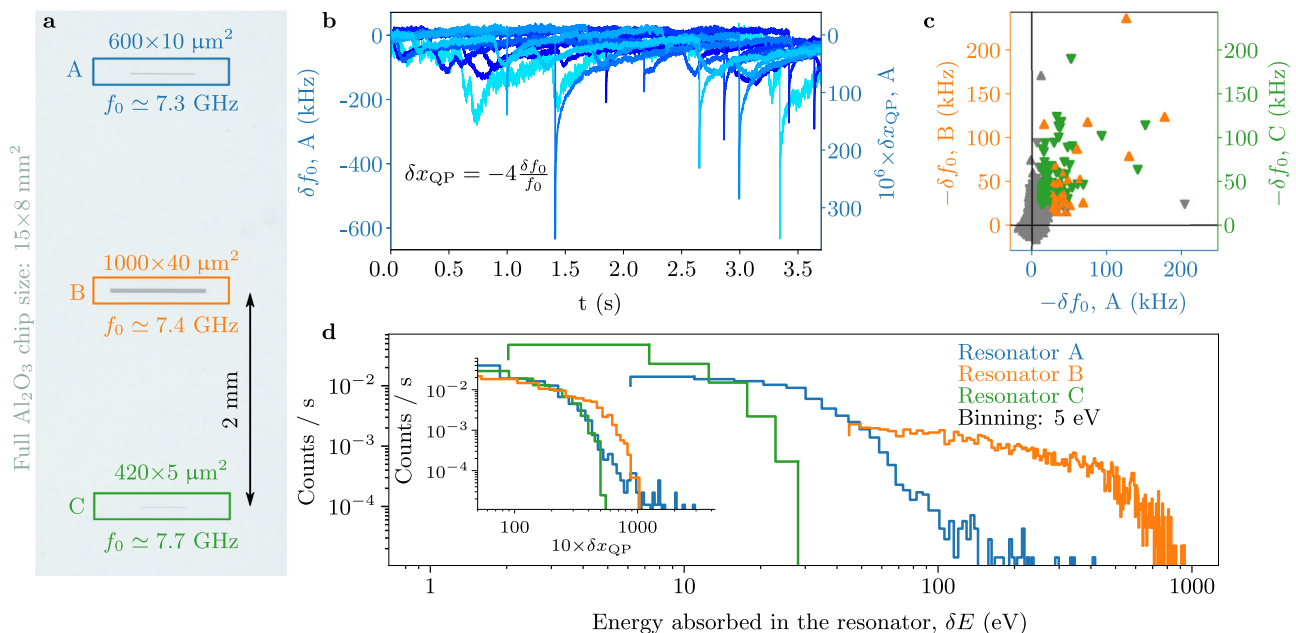 a
600×10 μm²
A
f₀ ≃ 7.3 GHz
1000×40 μm²
B
f₀ ≃ 7.4 GHz
2 mm
420×5 μm²
C
f₀ ≃ 7.7 GHz
Full Al₂O₃ chip size: 15×8 mm²
b
δf₀, A (kHz)
0
−200
−400
−600
δx_QP = −4 δf₀/f₀
0
100
200
300
10⁶×δx_QP, A
0.0 0.5 1.0 1.5 2.0 2.5 3.0 3.5
t (s)
c
−δf₀, B (kHz)
200
150
100
50
0
200
150
100
50
0
−δf₀, C (kHz)
0 100 200
−δf₀, A (kHz)
d
Counts / s
10⁻²
10⁻³
10⁻⁴
Counts / s
10⁻²
10⁻³
10⁻⁴
100 1000
10×δx_QP
Resonator A
Resonator B
Resonator C
Binning: 5 eV
1 10 100 1000
Energy absorbed in the resonator, δE (eV)